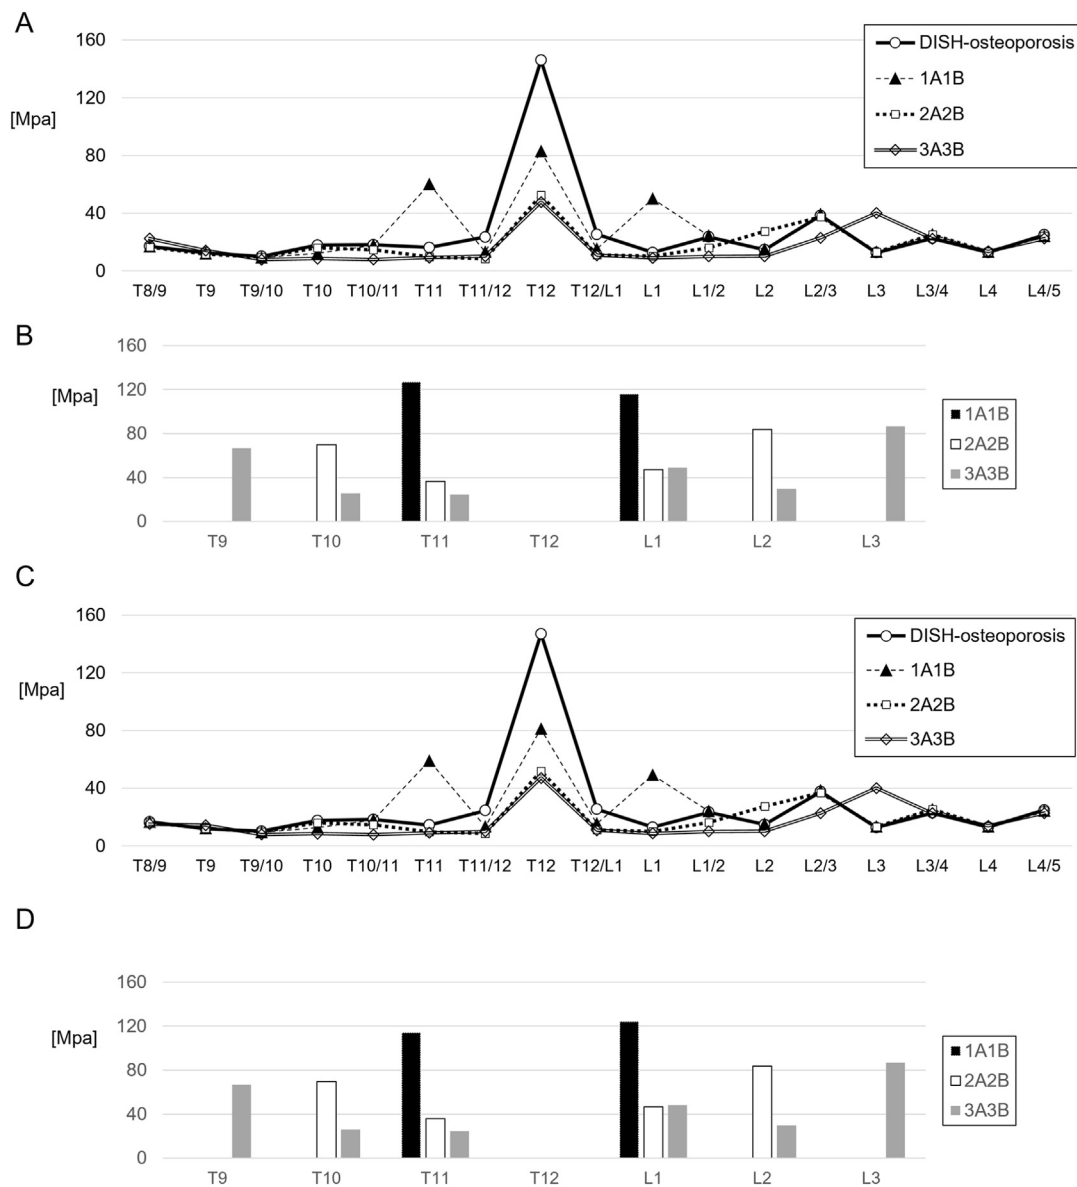 A
160
120
[Mpa]
80
40
0
T8/9 T9 T9/10 T10 T10/11 T11 T11/12 T12 T12/L1 L1 L1/2 L2 L2/3 L3 L3/4 L4 L4/5
DISH-osteoporosis
1A1B
2A2B
3A3B
B
160
120
[Mpa]
80
40
0
T9 T10 T11 T12 L1 L2 L3
1A1B
2A2B
3A3B
C
160
120
[Mpa]
80
40
0
T8/9 T9 T9/10 T10 T10/11 T11 T11/12 T12 T12/L1 L1 L1/2 L2 L2/3 L3 L3/4 L4 L4/5
DISH-osteoporosis
1A1B
2A2B
3A3B
D
160
120
[Mpa]
80
40
0
T9 T10 T11 T12 L1 L2 L3
1A1B
2A2B
3A3B